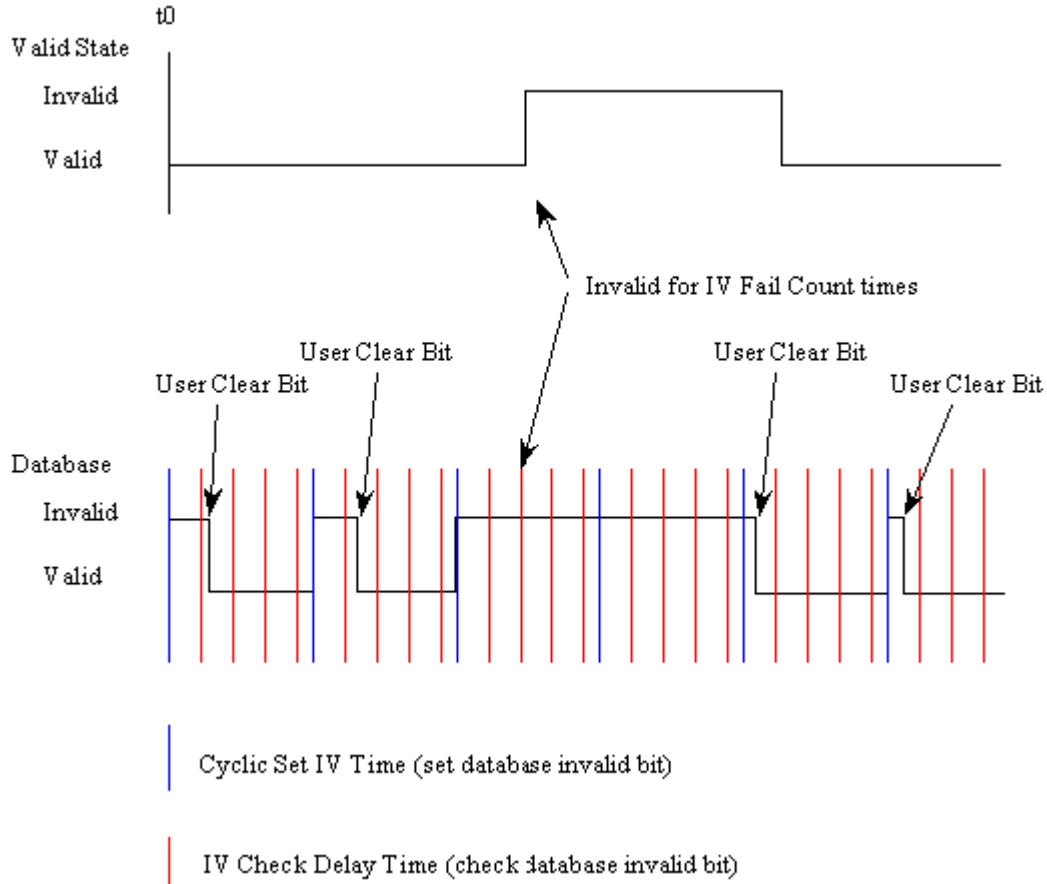 t0
Valid State
Invalid
Valid
Invalid for IV Fail Count times
User Clear Bit
User Clear Bit
User Clear Bit
User Clear Bit
Database
Invalid
Valid
Cyclic Set IV Time (set database invalid bit)
IV Check Delay Time (check database invalid bit)